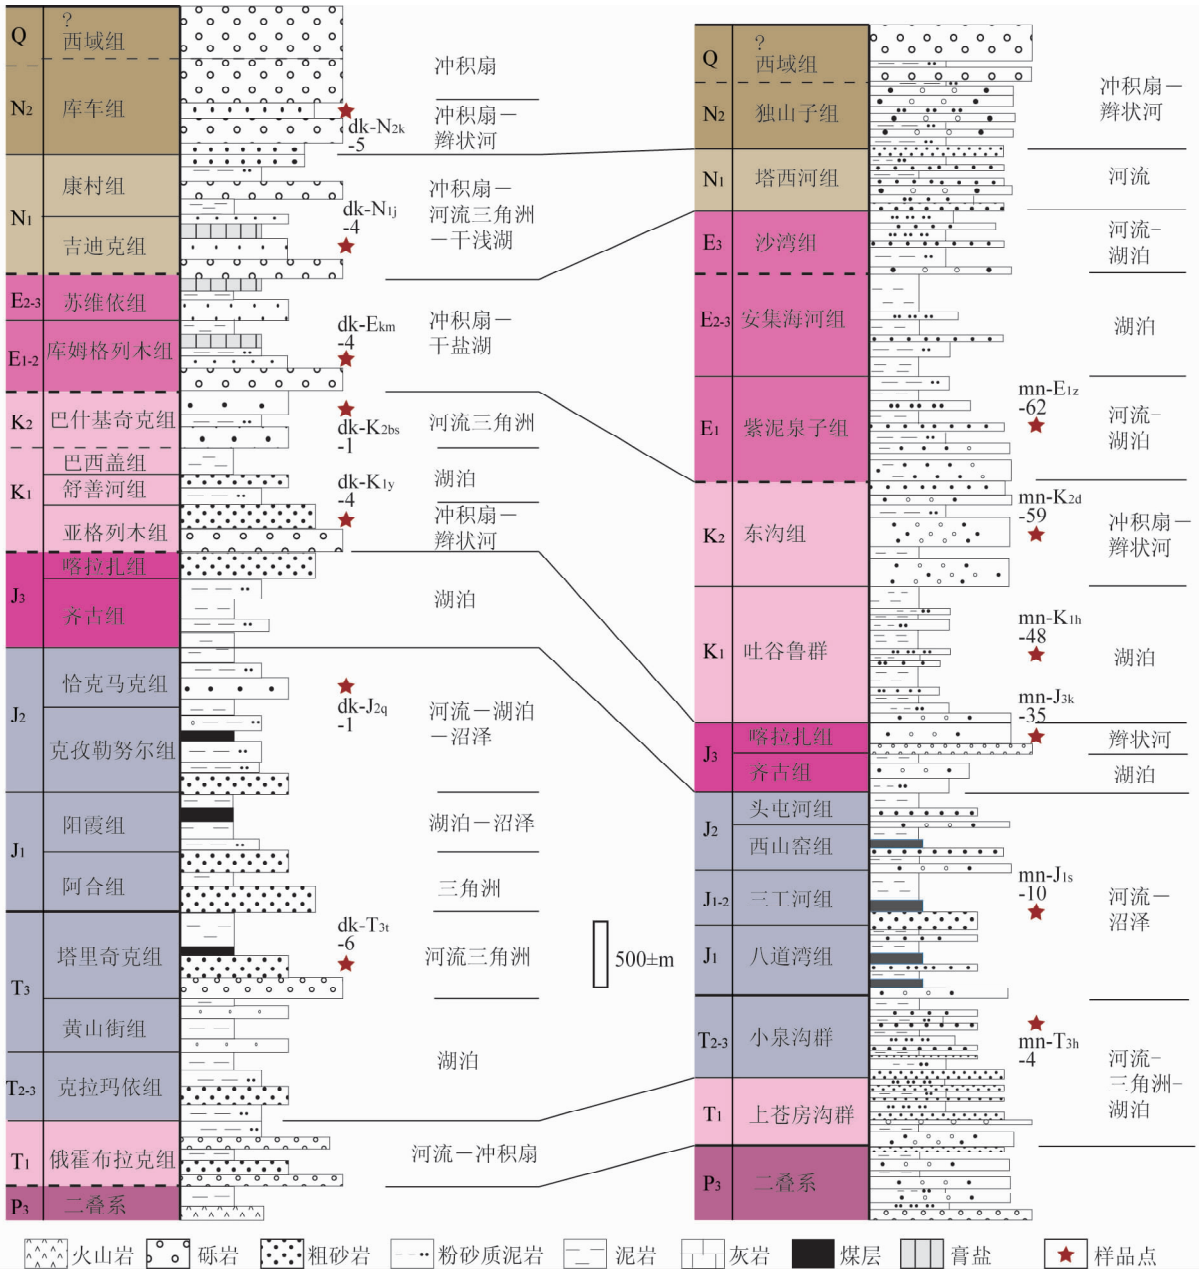 Q
?
西域组
冲积扇
N2
库车组
dk-N2k
-5
冲积扇－
辫状河
N1
康村组
吉迪克组
dk-N1j
-4
冲积扇－
河流三角洲
－干浅湖
E2-3
苏维依组
E1-2
库姆格列木组
dk-Ekm
-4
冲积扇－
干盐湖
K2
巴什基奇克组
dk-K2bs
-1
河流三角洲
K1
巴西盖组
舒善河组
亚格列木组
dk-K1y
-4
湖泊
冲积扇－
辫状河
J3
喀拉扎组
齐古组
湖泊
J2
恰克马克组
克孜勒努尔组
dk-J2q
-1
河流－湖泊
－沼泽
J1
阳霞组
阿合组
湖泊－沼泽
三角洲
T3
塔里奇克组
黄山街组
dk-T3t
-6
河流三角洲
湖泊
T2-3
克拉玛依组
T1
俄霍布拉克组
河流－冲积扇
P3
二叠系
500±m
Q
?
西域组
N2
独山子组
冲积扇－
辫状河
N1
塔西河组
河流
E3
沙湾组
河流－
湖泊
E2-3
安集海河组
湖泊
E1
紫泥泉子组
mn-E1z
-62
河流－
湖泊
K2
东沟组
mn-K2d
-59
冲积扇－
辫状河
K1
吐谷鲁群
mn-K1h
-48
湖泊
mn-J3k
-35
J3
喀拉扎组
齐古组
辫状河
湖泊
J2
头屯河组
西山窑组
J1-2
三工河组
mn-J1s
-10
河流－
沼泽
J1
八道湾组
T2-3
小泉沟群
mn-T3h
-4
河流－
三角洲－
湖泊
T1
上苍房沟群
P3
二叠系
火山岩 砾岩 粗砂岩 粉砂质泥岩 泥岩 灰岩 煤层 膏盐 样品点